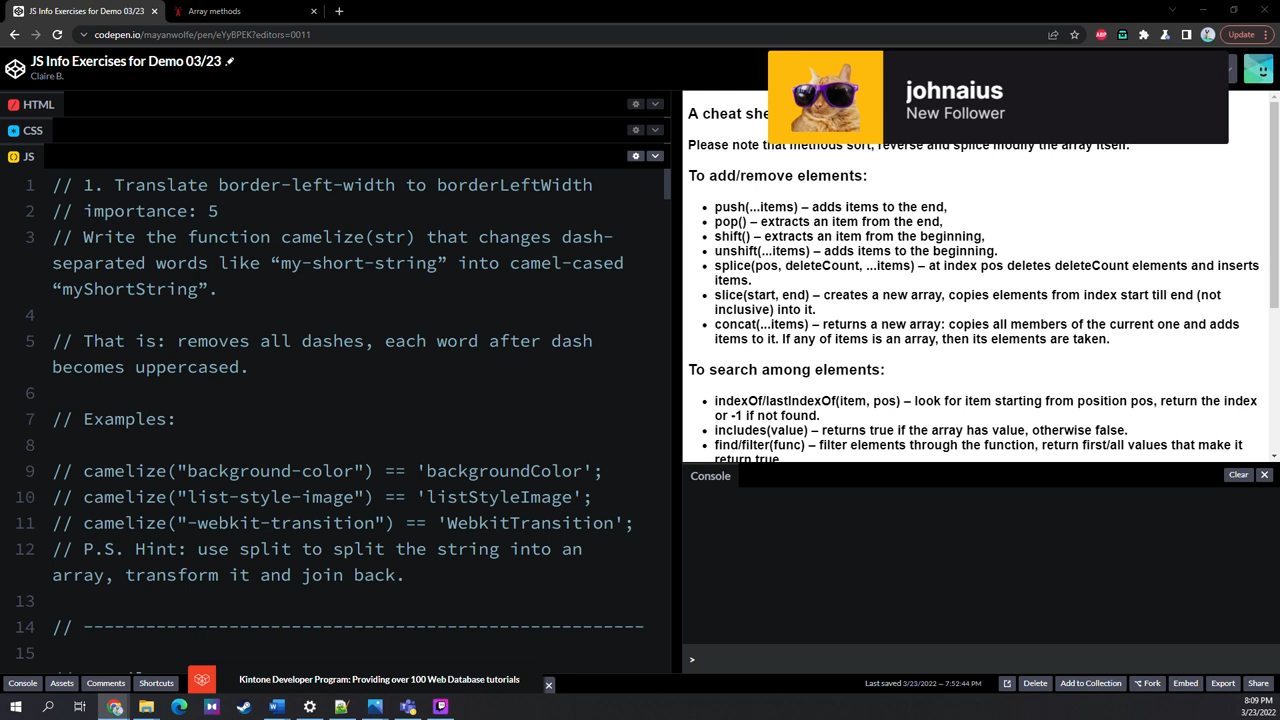 JS Info Exercises for Demo 03/23
Array methods
codepen.io/mayanwolfe/pen/eYyBPEK?editors=0011
ABP
Update
JS Info Exercises for Demo 03/23
Claire B.
johnaius
New Follower
HTML
CSS
JS
1 // 1. Translate border-left-width to borderLeftWidth
2 // importance: 5
3 // Write the function camelize(str) that changes dash-
separated words like “my-short-string” into camel-cased
“myShortString”.
4
5 // That is: removes all dashes, each word after dash
becomes uppercased.
6
7 // Examples:
8
9 // camelize("background-color") == 'backgroundColor';
10 // camelize("list-style-image") == 'listStyleImage';
11 // camelize("-webkit-transition") == 'WebkitTransition';
12 // P.S. Hint: use split to split the string into an
array, transform it and join back.
13
14 // ------------------------------------------------------
15
A cheat she
Please note that methods sort, reverse and splice modify the array itself.
To add/remove elements:
• push(...items) – adds items to the end,
• pop() – extracts an item from the end,
• shift() – extracts an item from the beginning,
• unshift(...items) – adds items to the beginning.
• splice(pos, deleteCount, ...items) – at index pos deletes deleteCount elements and inserts
items.
• slice(start, end) – creates a new array, copies elements from index start till end (not
inclusive) into it.
• concat(...items) – returns a new array: copies all members of the current one and adds
items to it. If any of items is an array, then its elements are taken.
To search among elements:
• indexOf/lastIndexOf(item, pos) – look for item starting from position pos, return the index
or -1 if not found.
• includes(value) – returns true if the array has value, otherwise false.
• find/filter(func) – filter elements through the function, return first/all values that make it
return true.
Console
Clear
>
Console
Assets
Comments
Shortcuts
Kintone Developer Program: Providing over 100 Web Database tutorials
Last saved 3/23/2022 – 7:52:44 PM
Delete
Add to Collection
Fork
Embed
Export
Share
8:09 PM
3/23/2022